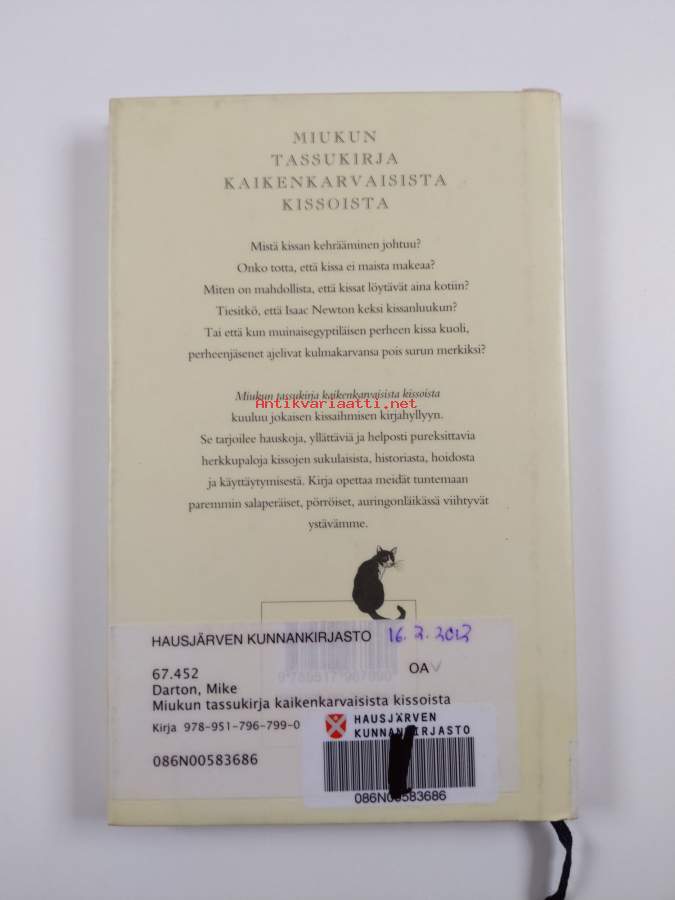 MIUKUN
TASSUKIRJA
KAIKENKARVAISISTA
KISSOISTA
Mistä kissan kehrääminen johtuu?
Onko totta, että kissa ei maista makeaa?
Miten on mahdollista, että kissat löytävät aina kotiin?
Tiesitkö, että Isaac Newton keksi kissanluukun?
Tai että kun muinaisegyptiläisen perheen kissa kuoli,
perheenjäsenet ajelivat kulmakarvansa pois surun merkiksi?
Miukun tassukirja kaikenkarvaisista kissoista
Antikvariaatti.net
kuuluu jokaisen kissaihmisen kirjahyllyyn.
Se tarjoilee hauskoja, yllättäviä ja helposti pureksittavia
herkkupaloja kissojen sukulaisista, historiasta, hoidosta
ja käyttäytymisestä. Kirja opettaa meidät tuntemaan
paremmin salaperäiset, pörröiset, auringonläikässä viihtyvät
ystävämme.
HAUSJÄRVEN KUNNANKIRJASTO
67.452 OA
Darton, Mike
Miukun tassukirja kaikenkarvaisista kissoista
Kirja 978-951-796-799-0
086N00583686
HAUSJÄRVEN
KUNNANKIRJASTO
086N00583686